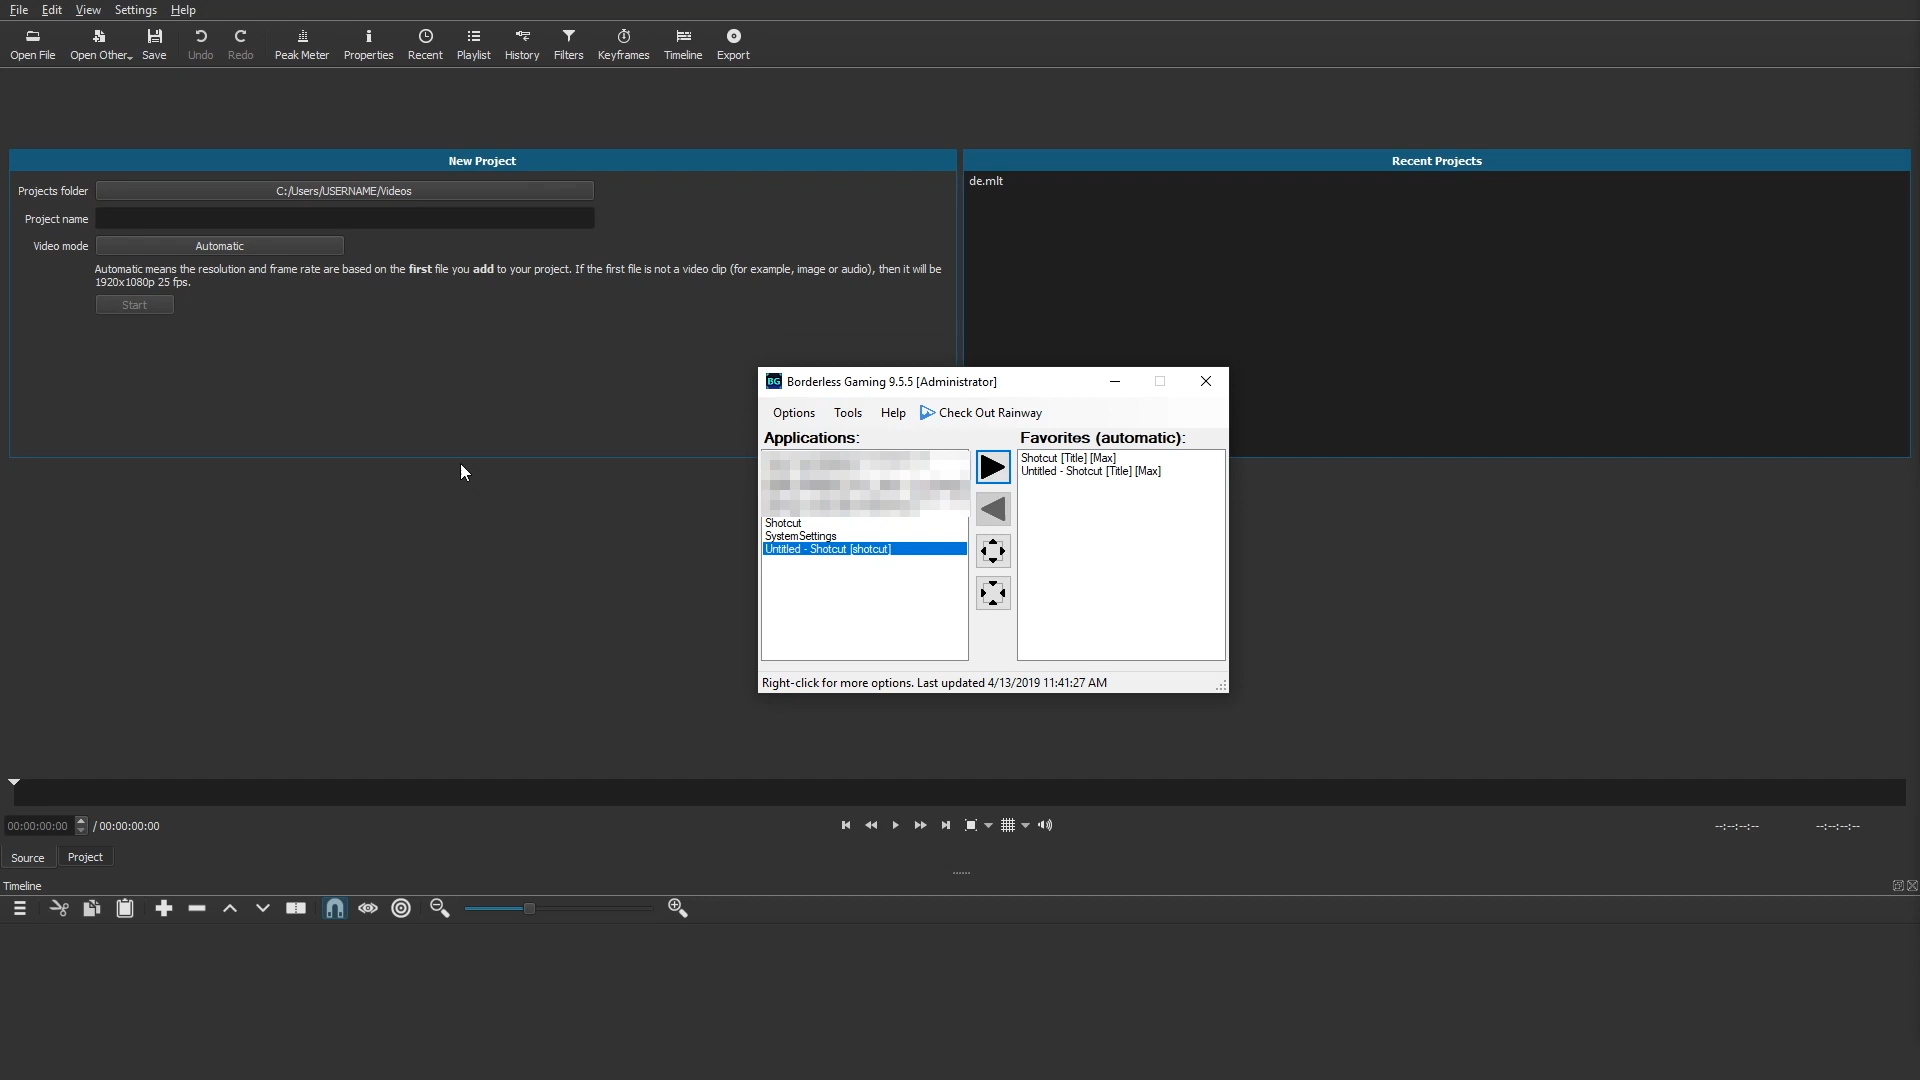 File Edit View Settings Help
Open File Open Other... Save Undo Redo Peak Meter Properties Recent Playlist History Filters Keyframes Timeline Export
New Project
Projects folder C:/Users/USERNAME/Videos
Project name
Video mode Automatic
Automatic means the resolution and frame rate are based on the first file you add to your project. If the first file is not a video clip (for example, image or audio), then it will be
1920x1080p 25 fps.
Start
Recent Projects
de.mlt
BG Borderless Gaming 9.5.5 [Administrator]
Options Tools Help Check Out Rainway
Applications:
Shotcut
SystemSettings
Untitled - Shotcut [shotcut]
Favorites (automatic):
Shotcut [Title] [Max]
Untitled - Shotcut [Title] [Max]
Right-click for more options. Last updated 4/13/2019 11:41:27 AM
00:00:00:00 / 00:00:00:00 --:--:--:-- --:--:--:--
Source Project
Timeline